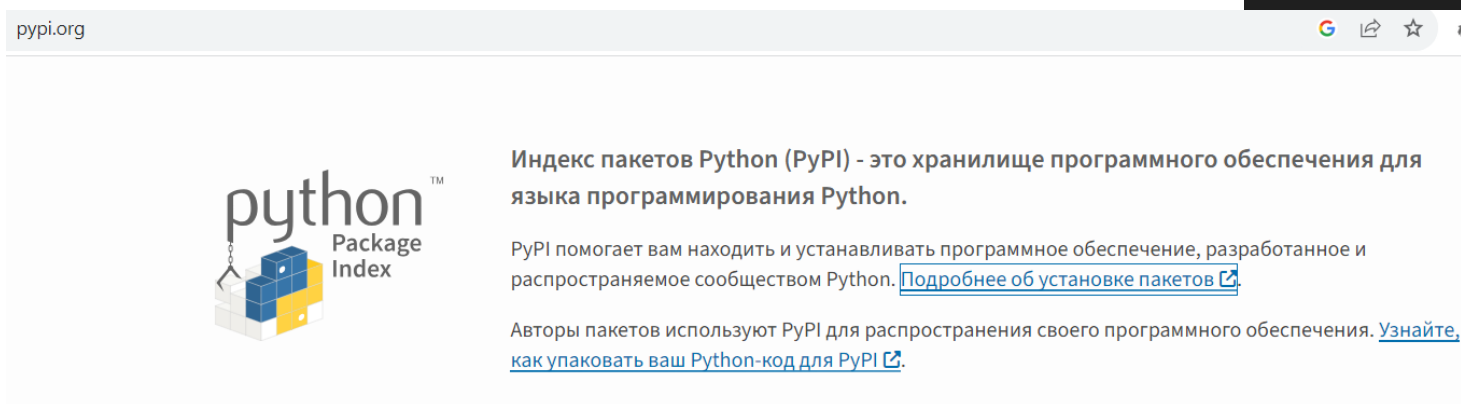 pypi.org
python™
Package
Index
Индекс пакетов Python (PyPI) - это хранилище программного обеспечения для
языка программирования Python.
PyPI помогает вам находить и устанавливать программное обеспечение, разработанное и
распространяемое сообществом Python. Подробнее об установке пакетов.
Авторы пакетов используют PyPI для распространения своего программного обеспечения. Узнайте,
как упаковать ваш Python-код для PyPI.